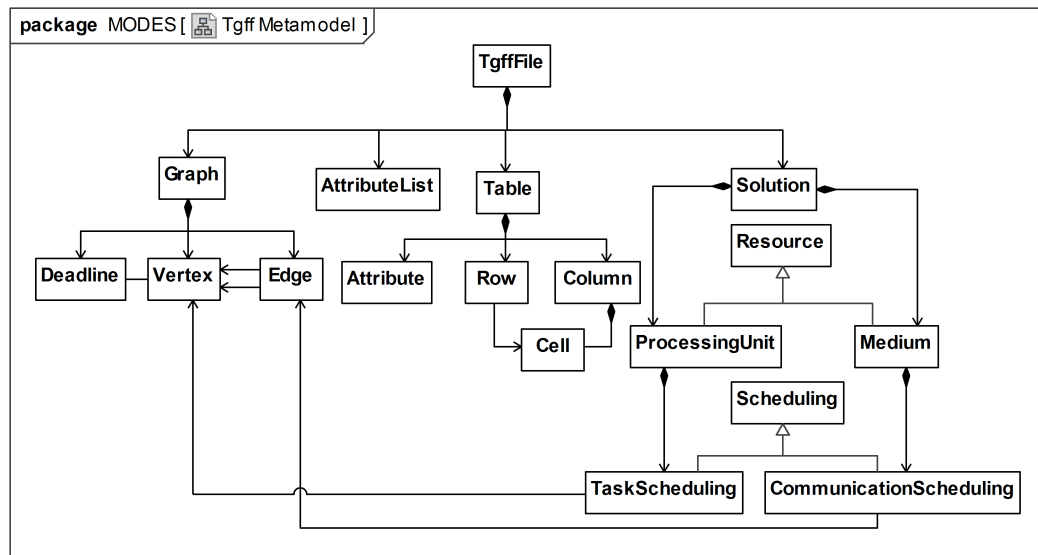 package MODES [ Tgff Metamodel ]
TgffFile
Graph
AttributeList
Table
Solution
Resource
Deadline
Vertex
Edge
Attribute
Row
Column
Cell
ProcessingUnit
Medium
Scheduling
TaskScheduling
CommunicationScheduling